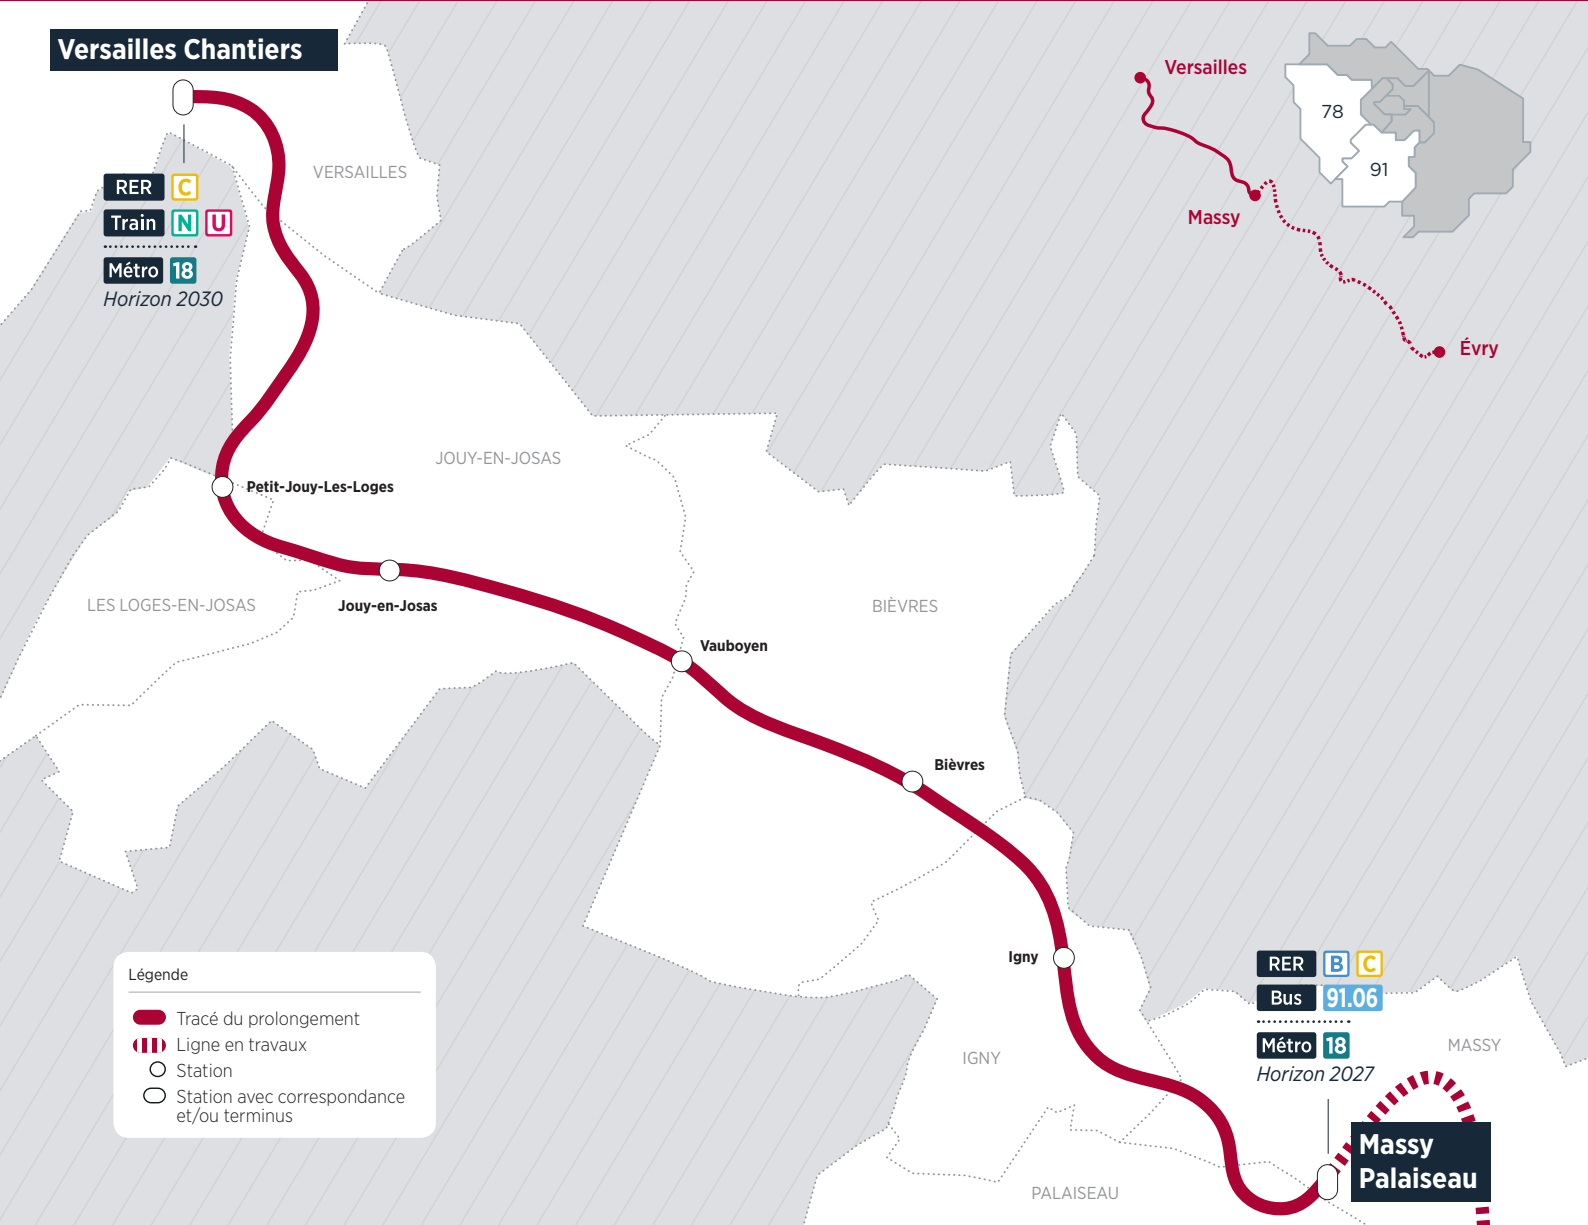 Versailles Chantiers
RER C
Train N U
Métro 18
Horizon 2030
VERSAILLES
Versailles
Massy
Évry
78
91
JOUY-EN-JOSAS
Petit-Jouy-Les-Loges
LES LOGES-EN-JOSAS
Jouy-en-Josas
BIÈVRES
Vauboyen
Bièvres
Igny
IGNY
RER B C
Bus 91.06
Métro 18
Horizon 2027
MASSY
Massy
Palaiseau
PALAISEAU
Légende
Tracé du prolongement
Ligne en travaux
Station
Station avec correspondance
et/ou terminus